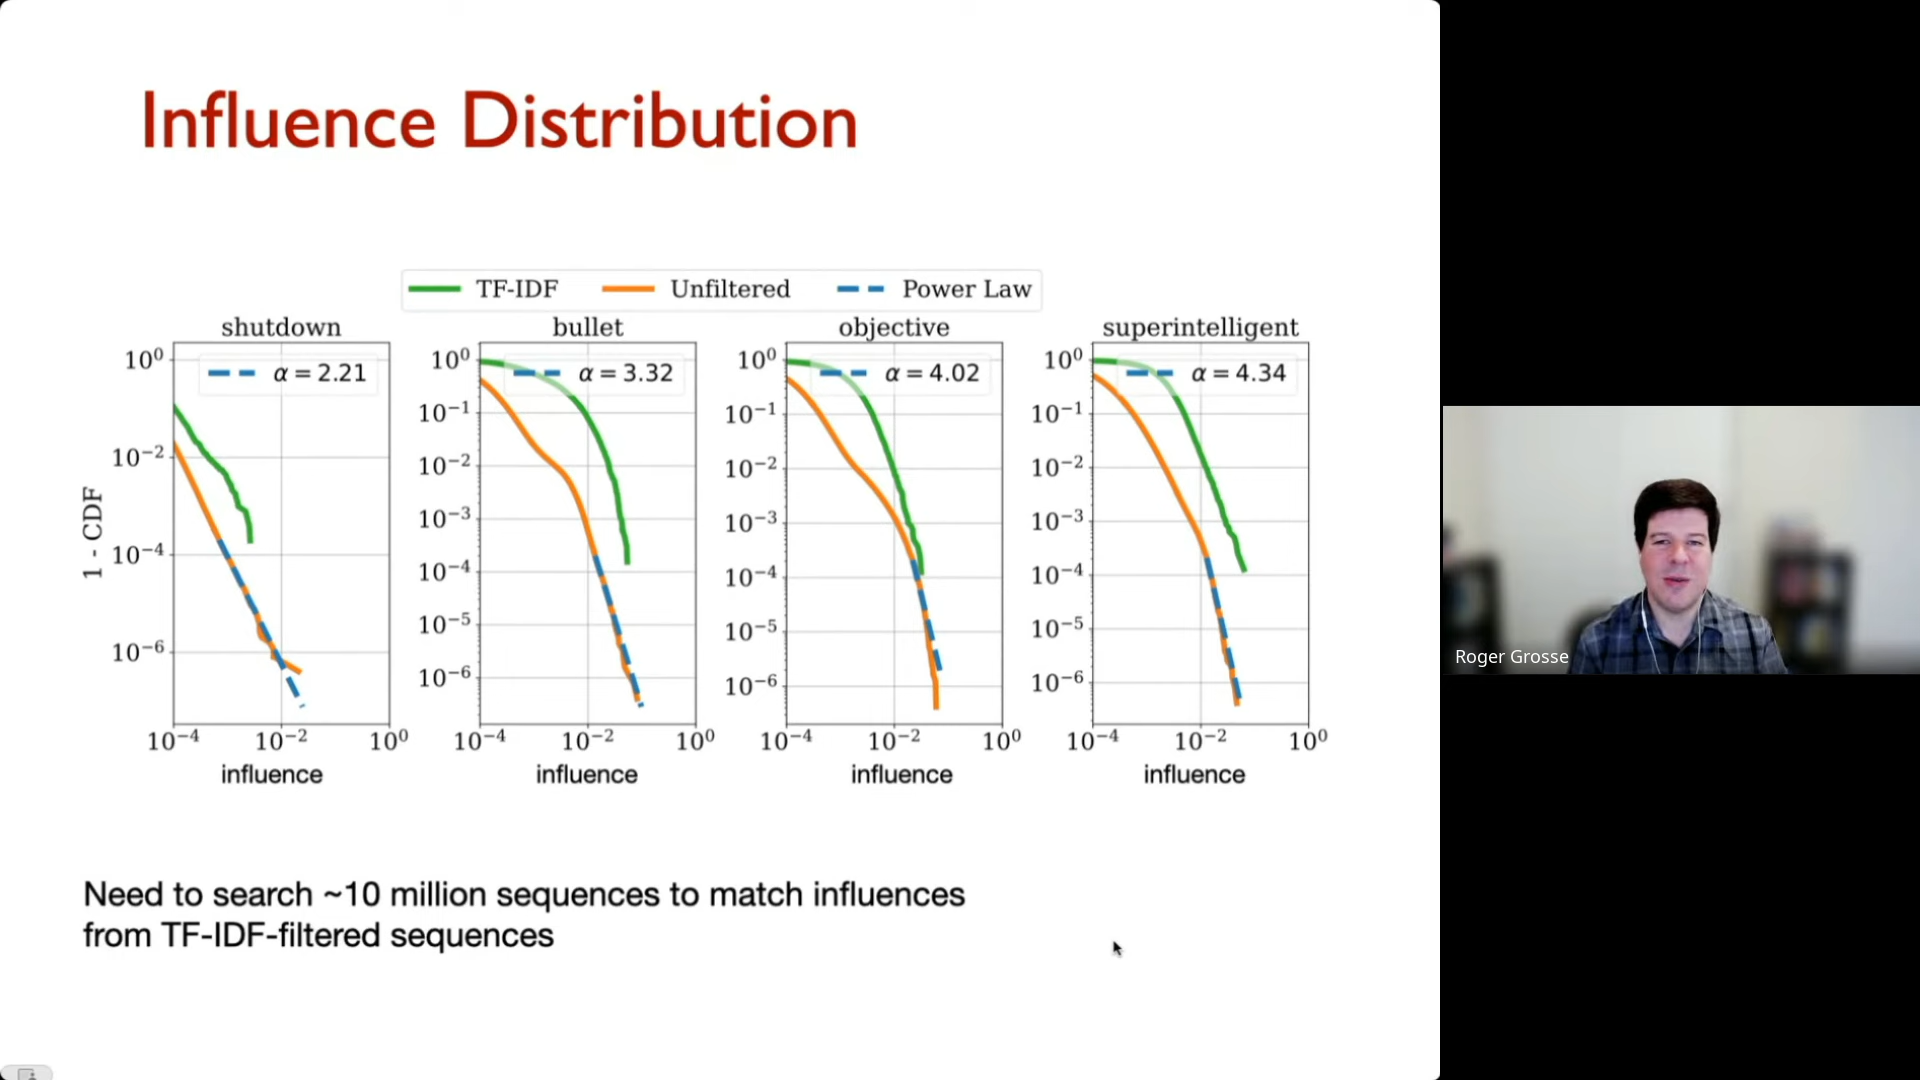 Influence Distribution
TF-IDF Unfiltered Power Law
shutdown bullet objective superintelligent
α = 2.21 α = 3.32 α = 4.02 α = 4.34
1 - CDF
10⁰ 10⁻² 10⁻⁴ 10⁻⁶
10⁰ 10⁻¹ 10⁻² 10⁻³ 10⁻⁴ 10⁻⁵ 10⁻⁶
10⁰ 10⁻¹ 10⁻² 10⁻³ 10⁻⁴ 10⁻⁵ 10⁻⁶
10⁰ 10⁻¹ 10⁻² 10⁻³ 10⁻⁴ 10⁻⁵ 10⁻⁶
10⁻⁴ 10⁻² 10⁰ 10⁻⁴ 10⁻² 10⁰ 10⁻⁴ 10⁻² 10⁰ 10⁻⁴ 10⁻² 10⁰
influence influence influence influence
Need to search ~10 million sequences to match influences
from TF-IDF-filtered sequences
Roger Grosse